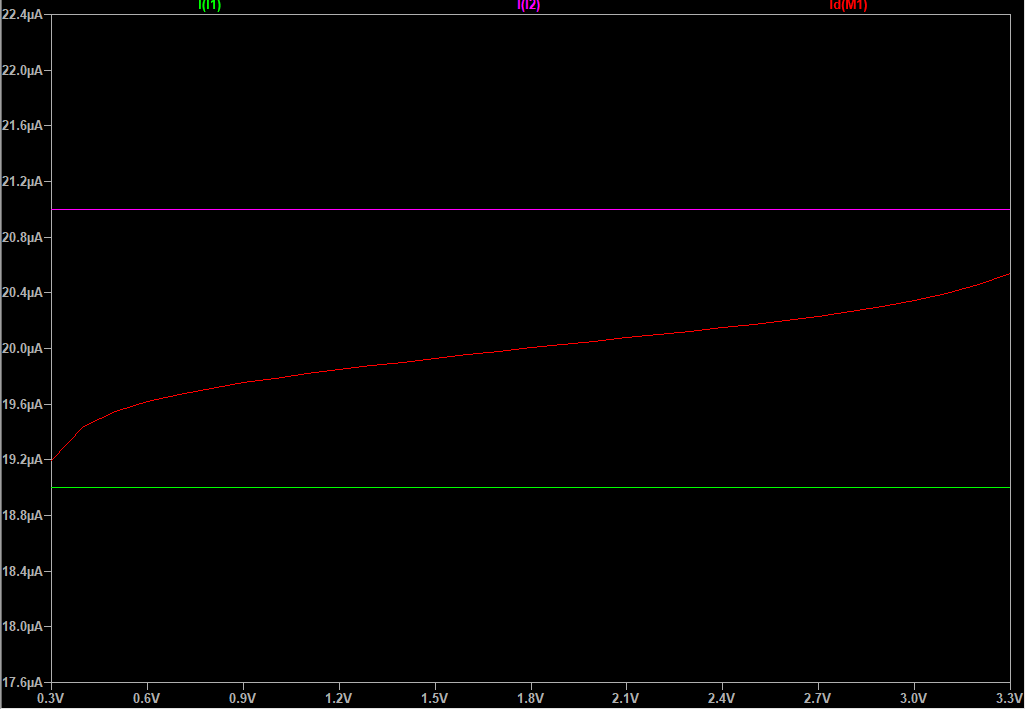 I(I1) I(I2) Id(M1)
22.4µA
22.0µA
21.6µA
21.2µA
20.8µA
20.4µA
20.0µA
19.6µA
19.2µA
18.8µA
18.4µA
18.0µA
17.6µA
0.3V 0.6V 0.9V 1.2V 1.5V 1.8V 2.1V 2.4V 2.7V 3.0V 3.3V